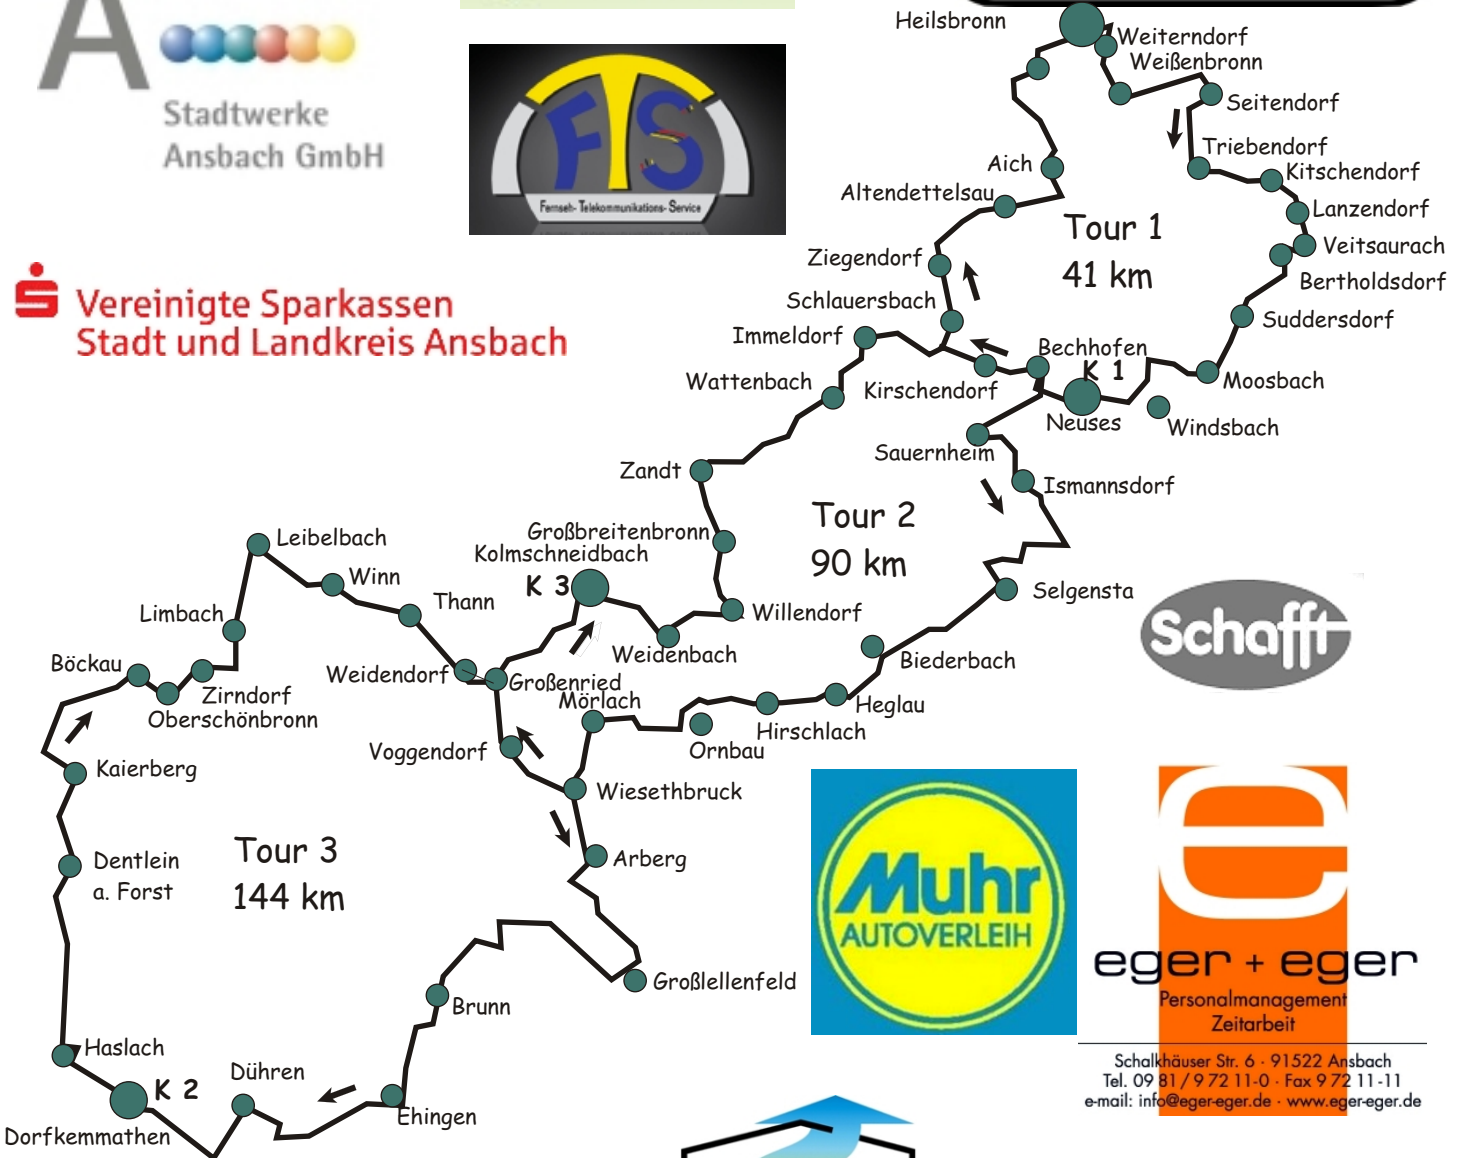 Stadtwerke
Ansbach GmbH
FTS
Fernseh- Telekommunikations- Service
Vereinigte Sparkassen
Stadt und Landkreis Ansbach
Heilsbronn
Weiterndorf
Weißenbronn
Seitendorf
Triebendorf
Kitschendorf
Lanzendorf
Veitsaurach
Bertholdsdorf
Suddersdorf
Moosbach
Windsbach
Aich
Altendettelsau
Ziegendorf
Schlauersbach
Tour 1
41 km
Immeldorf
Wattenbach
Kirschendorf
Bechhofen
K 1
Neuses
Sauernheim
Ismannsdorf
Zandt
Tour 2
90 km
Großbreitenbronn
Kolmschneidbach
K 3
Willendorf
Weidenbach
Selgensta
Biederbach
Heglau
Hirschlach
Ornbau
Mörlach
Großenried
Weidendorf
Leibelbach
Winn
Thann
Limbach
Böckau
Zirndorf
Oberschönbronn
Voggendorf
Wiesethbruck
Kaierberg
Dentlein
a. Forst
Tour 3
144 km
Arberg
Großlellenfeld
Brunn
Haslach
K 2
Dühren
Ehingen
Dorfkemmathen
Schafft
Muhr
AUTOVERLEIH
e
eger + eger
Personalmanagement
Zeitarbeit
Schalkhäuser Str. 6 · 91522 Ansbach
Tel. 09 81 / 9 72 11-0 · Fax 9 72 11 -11
e-mail: info@eger-eger.de · www.eger-eger.de